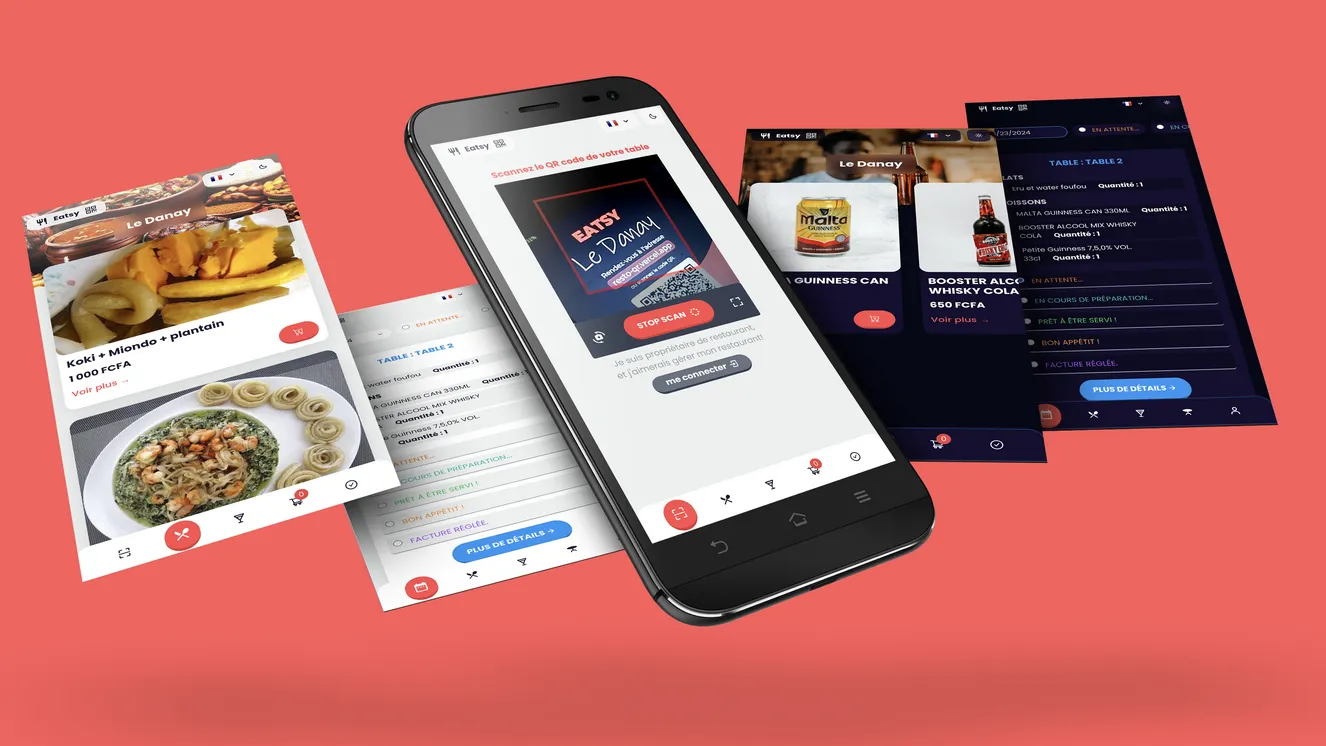 Eatsy
Le Danay
Koki + Miondo + plantain
1 000 FCFA
Voir plus →
0
EN ATTENTE...
TABLE : TABLE 2
water foufou Quantité : 1
GUINNESS CAN 330ML Quantité : 1
ALCOOL MIX WHISKY
Quantité : 1
Guinness 7,5,0% VOL.
Quantité : 1
ATTENTE...
COURS DE PRÉPARATION...
PRÊT À ÊTRE SERVI !
BON APPÉTIT !
FACTURE RÉGLÉE.
PLUS DE DÉTAILS →
Eatsy
Scannez le QR code de votre table
EATSY
Le Danay
Rendez-vous à l'adresse
resto-qr.vercel.app
ou scannez le code QR.
STOP SCAN
Je suis propriétaire de restaurant,
et j'aimerais gérer mon restaurant!
me connecter
0
Eatsy
Le Danay
Malta
GUINNESS
GUINNESS CAN
BOOSTER ALCO
WHISKY COLA
650 FCFA
Voir plus →
0
Eatsy
/23/2024
EN ATTENTE...
EN C
TABLE : TABLE 2
LATS
Eru et water foufou Quantité : 1
OISSONS
MALTA GUINNESS CAN 330ML Quantité : 1
BOOSTER ALCOOL MIX WHISKY
COLA Quantité : 1
Petite Guinness 7,5,0% VOL.
33cl Quantité : 1
EN ATTENTE...
EN COURS DE PRÉPARATION...
PRÊT À ÊTRE SERVI !
BON APPÉTIT !
FACTURE RÉGLÉE.
PLUS DE DÉTAILS →